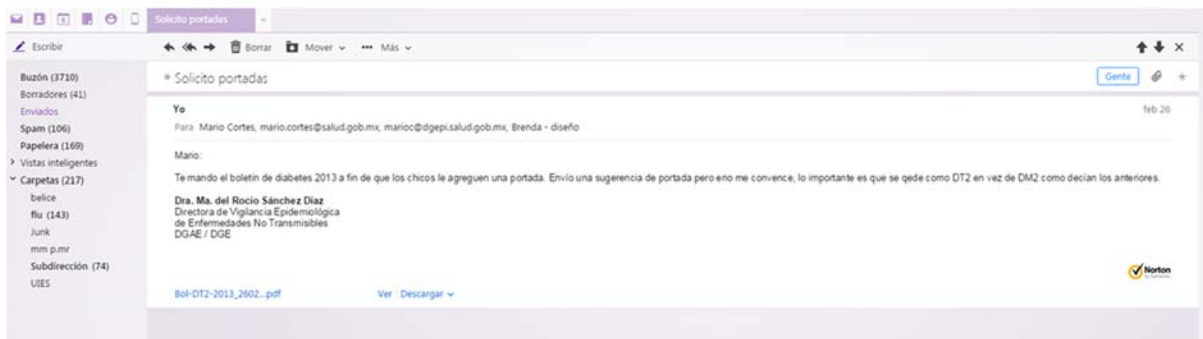 Solicito portadas
Escribir
Borrar Mover ••• Más
Buzón (3710)
Borradores (41)
Enviados
Spam (106)
Papelera (169)
Vistas inteligentes
Carpetas (217)
belice
flu (143)
Junk
mm p.mr
Subdirección (74)
UIES
Solicito portadas
Gente
Yo
feb 26
Para Mario Cortes, mario.cortes@salud.gob.mx, marioc@dgepi.salud.gob.mx, Brenda - diseño
Mario:
Te mando el boletín de diabetes 2013 a fin de que los chicos le agreguen una portada. Envío una sugerencia de portada pero eno me convence, lo importante es que se qede como DT2 en vez de DM2 como decían los anteriores.
Dra. Ma. del Rocío Sánchez Díaz
Directora de Vigilancia Epidemiológica
de Enfermedades No Transmisibles
DGAE / DGE
Norton
Bol-DT2-2013_2602...pdf
Ver Descargar